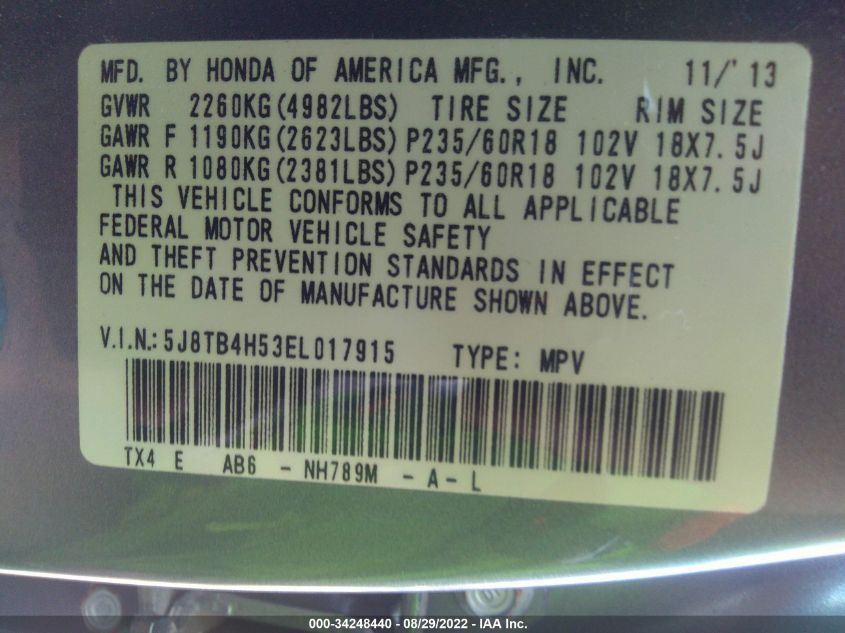 MFD. BY HONDA OF AMERICA MFG., INC. 11/'13
GVWR 2260KG(4982LBS) TIRE SIZE RIM SIZE
GAWR F 1190KG(2623LBS) P235/60R18 102V 18X7.5J
GAWR R 1080KG(2381LBS) P235/60R18 102V 18X7.5J
THIS VEHICLE CONFORMS TO ALL APPLICABLE
FEDERAL MOTOR VEHICLE SAFETY
AND THEFT PREVENTION STANDARDS IN EFFECT
ON THE DATE OF MANUFACTURE SHOWN ABOVE.
V.I.N.: 5J8TB4H53EL017915 TYPE: MPV
TX4 E AB6 - NH789M - A - L
000-34248440 - 08/29/2022 - IAA Inc.